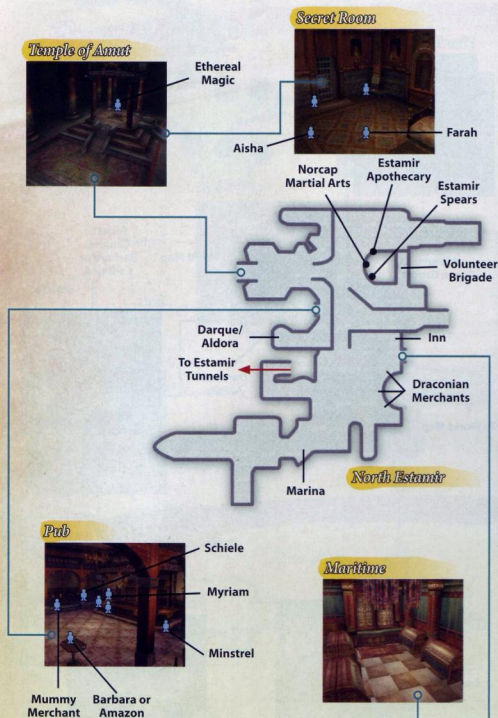 Secret Room
Temple of Amut
Ethereal
Magic
Aisha
Farah
Norcap
Martial Arts
Estamir
Apothecary
Estamir
Spears
Volunteer
Brigade
Darque/
Aldora
Inn
To Estamir
Tunnels
Draconian
Merchants
Marina
North Estamir
Pub
Schiele
Myriam
Minstrel
Mummy
Merchant
Barbara or
Amazon
Maritime